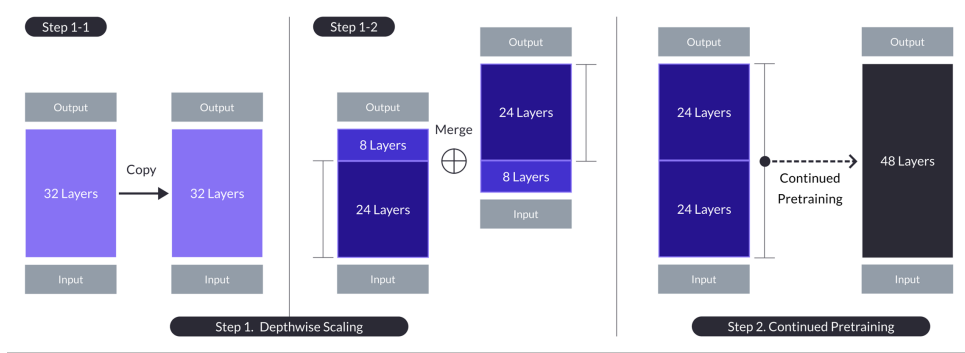 Step 1-1
Output
Output
32 Layers
Copy
32 Layers
Input
Input
Step 1-2
Output
8 Layers
24 Layers
Input
Merge
Output
24 Layers
8 Layers
Input
Step 1. Depthwise Scaling
Output
24 Layers
24 Layers
Input
Continued
Pretraining
Output
48 Layers
Input
Step 2. Continued Pretraining